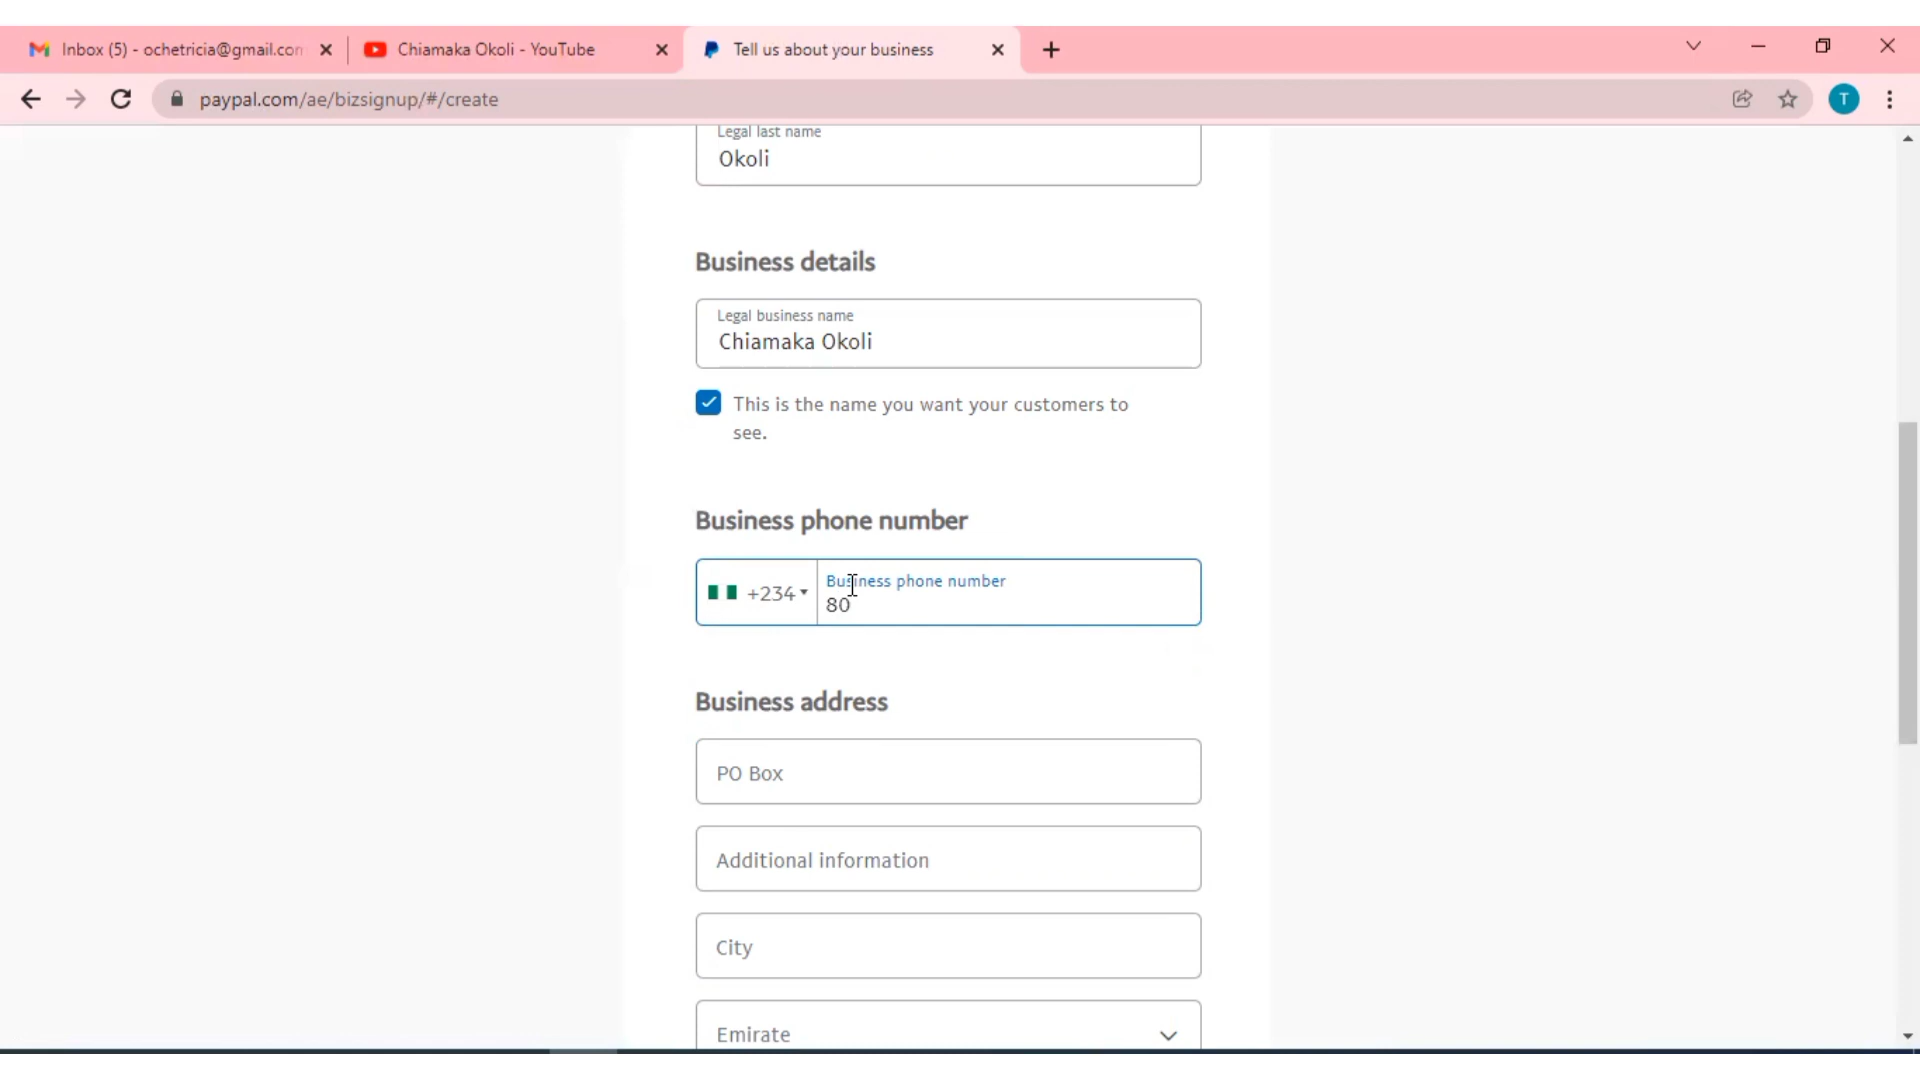 Inbox (5) - ochetricia@gmail.com
Chiamaka Okoli - YouTube
Tell us about your business
paypal.com/ae/bizsignup/#/create
T
Legal last name
Okoli
Business details
Legal business name
Chiamaka Okoli
This is the name you want your customers to
see.
Business phone number
+234
Business phone number
80
Business address
PO Box
Additional information
City
Emirate